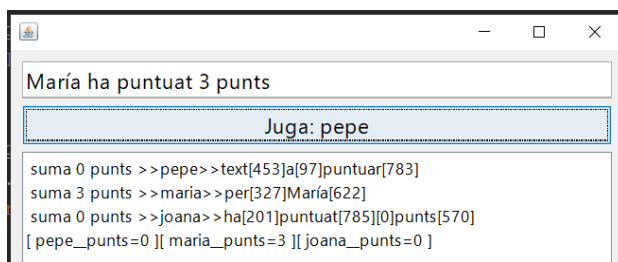 María ha puntuat 3 punts
Juga: pepe
suma 0 punts >>pepe>>text[453]a[97]puntuar[783]
suma 3 punts >>maria>>per[327]María[622]
suma 0 punts >>joana>>ha[201]puntuat[785][0]punts[570]
[ pepe__punts=0 ][ maria__punts=3 ][ joana__punts=0 ]